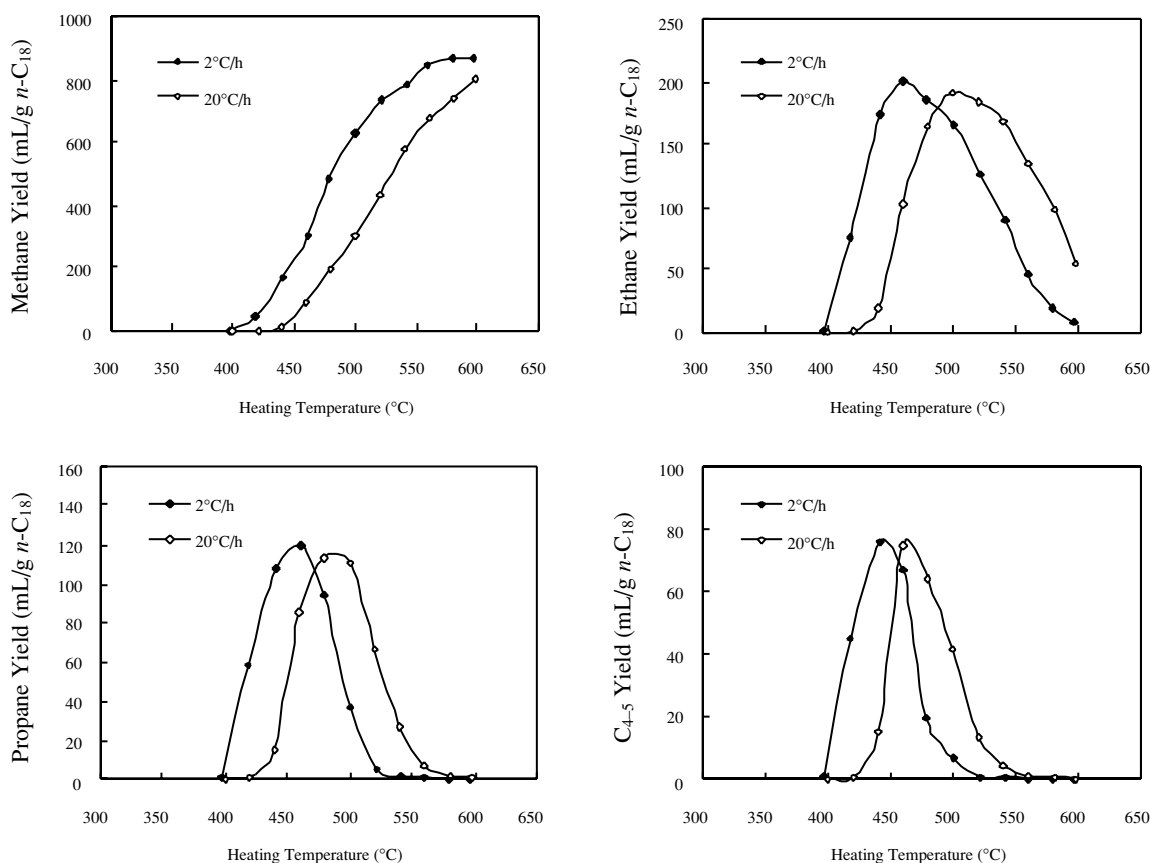 Methane Yield (mL/g n-C18)
1000
800
600
400
200
0
2°C/h
20°C/h
300 350 400 450 500 550 600 650
Heating Temperature (°C)
Ethane Yield (mL/g n-C18)
250
200
150
100
50
0
2°C/h
20°C/h
300 350 400 450 500 550 600 650
Heating Temperature (°C)
Propane Yield (mL/g n-C18)
160
140
120
100
80
60
40
20
0
2°C/h
20°C/h
300 350 400 450 500 550 600 650
Heating Temperature (°C)
C4–5 Yield (mL/g n-C18)
100
80
60
40
20
0
2°C/h
20°C/h
300 350 400 450 500 550 600 650
Heating Temperature (°C)